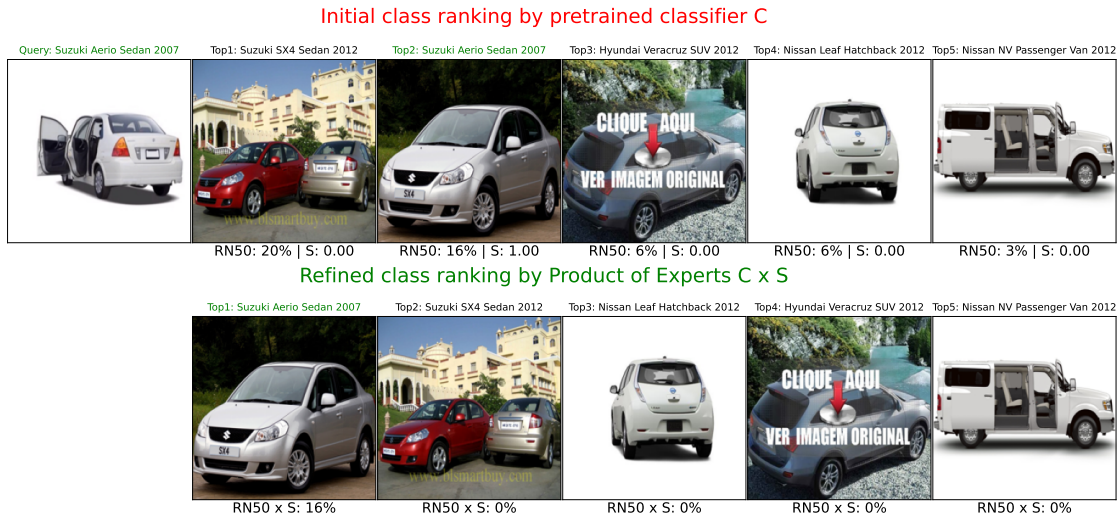 Initial class ranking by pretrained classifier C
Query: Suzuki Aerio Sedan 2007
Top1: Suzuki SX4 Sedan 2012
Top2: Suzuki Aerio Sedan 2007
Top3: Hyundai Veracruz SUV 2012
Top4: Nissan Leaf Hatchback 2012
Top5: Nissan NV Passenger Van 2012
www.btsmartbuy.com
SX4
CLIQUE AQUI
VER IMAGEM ORIGINAL
RN50: 20% | S: 0.00
RN50: 16% | S: 1.00
RN50: 6% | S: 0.00
RN50: 6% | S: 0.00
RN50: 3% | S: 0.00
Refined class ranking by Product of Experts C x S
Top1: Suzuki Aerio Sedan 2007
Top2: Suzuki SX4 Sedan 2012
Top3: Nissan Leaf Hatchback 2012
Top4: Hyundai Veracruz SUV 2012
Top5: Nissan NV Passenger Van 2012
SX4
www.btsmartbuy.com
CLIQUE AQUI
VER IMAGEM ORIGINAL
RN50 x S: 16%
RN50 x S: 0%
RN50 x S: 0%
RN50 x S: 0%
RN50 x S: 0%